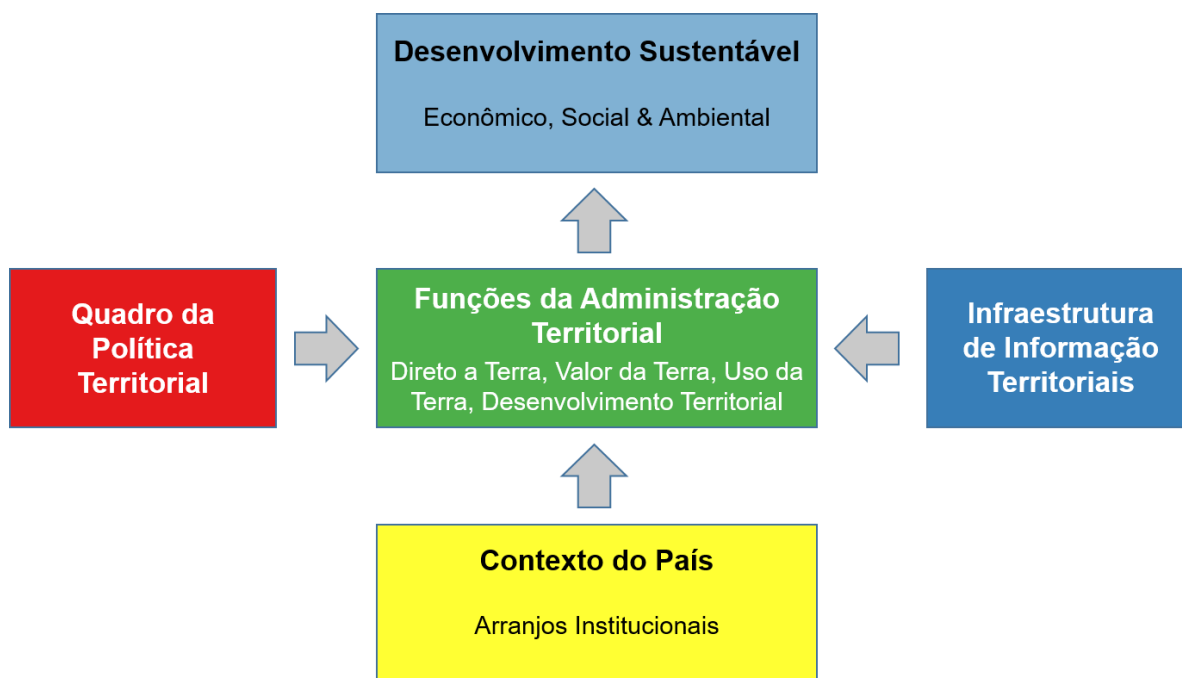 Desenvolvimento Sustentável
Econômico, Social & Ambiental
Quadro da
Política
Territorial
Funções da Administração
Territorial
Direto a Terra, Valor da Terra, Uso da
Terra, Desenvolvimento Territorial
Infraestrutura
de Informação
Territoriais
Contexto do País
Arranjos Institucionais